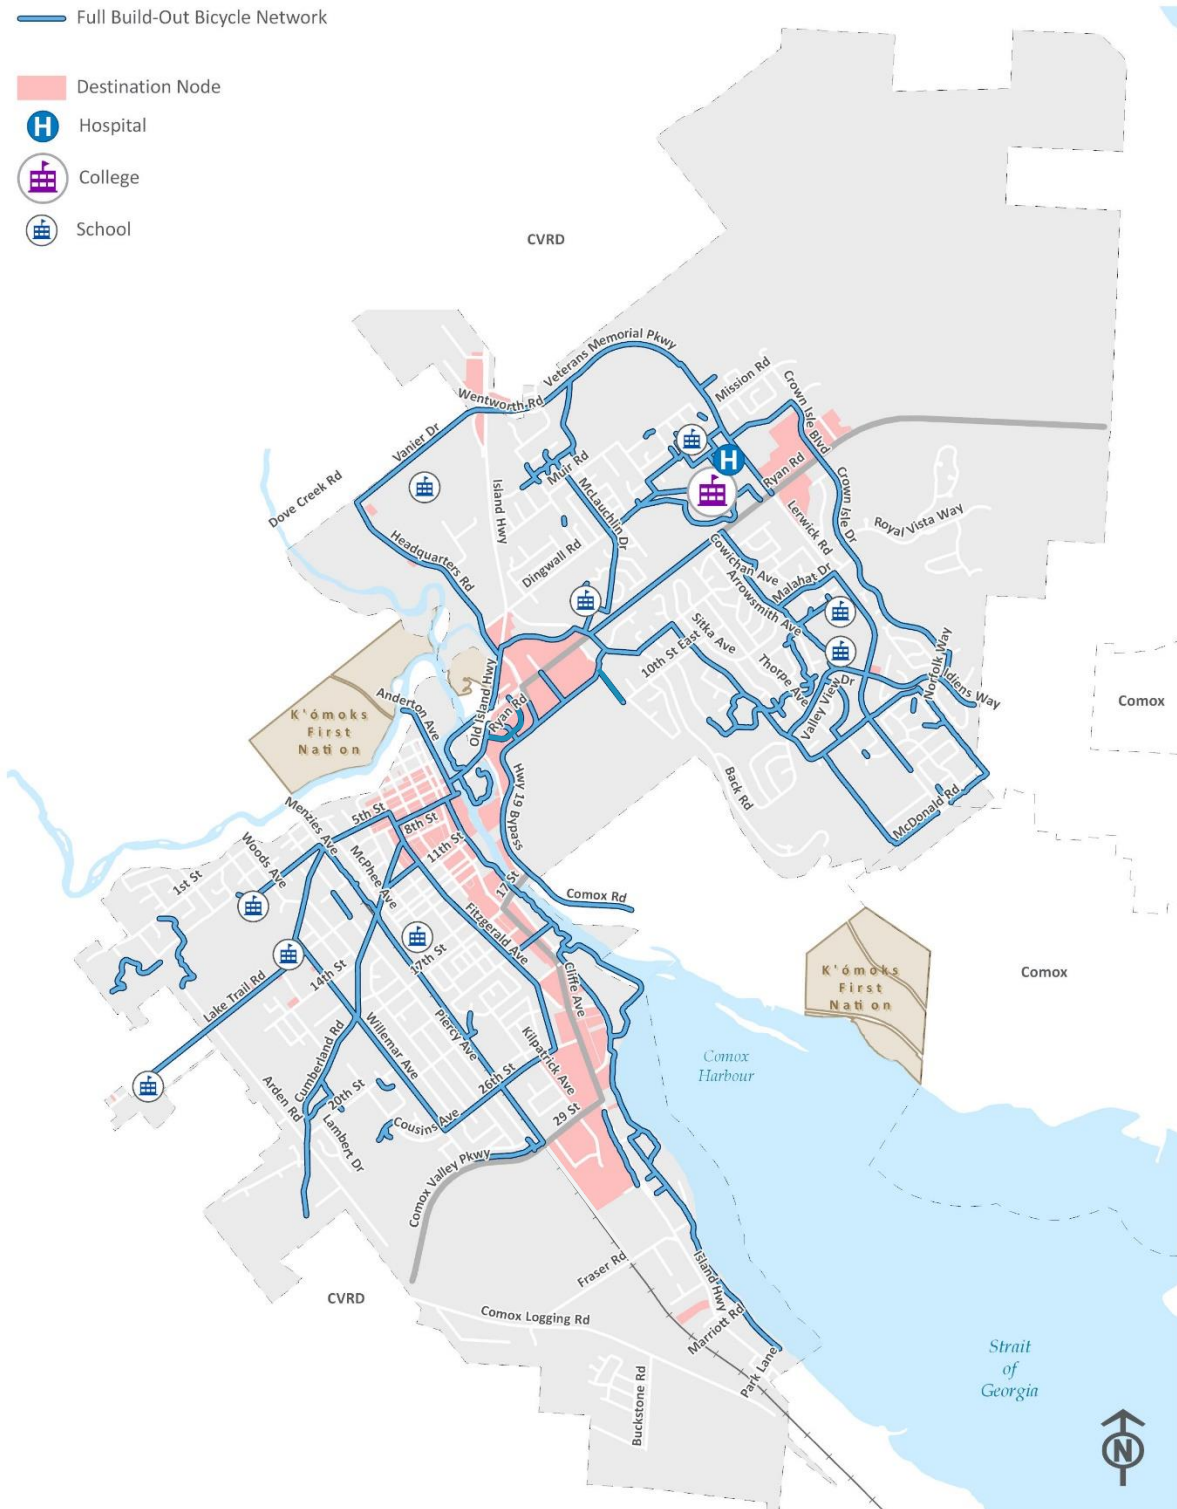 Full Build-Out Bicycle Network
Destination Node
H
Hospital
College
School
CVRD
Veterans Memorial Pkwy
Mission Rd
Crown Isle Blvd
Wentworth Rd
Vanier Dr
Muir Rd
H
Ryan Rd
Dove Creek Rd
Island Hwy
McLauchlin Dr
Crown Isle Dr
Lerwick Rd
Royal Vista Way
Headquarters Rd
Dingwall Rd
Cowichan Ave
Malahat Dr
Arrowsmith Ave
Sitka Ave
10th St East
Thorpe Ave
Valley View Dr
Norfolk Way
Idiens Way
Comox
Anderton Ave
Old Island Hwy
Ryan Rd
K'ómoks
First
Nation
Hwy 19 Bypass
Back Rd
McDonald Rd
Menzies Ave
5th St
8th St
11th St
Woods Ave
McPhee Ave
1st St
17 St
Comox Rd
Fitzgerald Ave
17th St
14th St
Lake Trail Rd
Cliffe Ave
K'ómoks
First
Nation
Comox
Cumberland Rd
Willemar Ave
Piercy Ave
Kilpatrick Ave
Comox
Harbour
26th St
20th St
Arden Rd
Cousins Ave
29 St
Lambert Dr
Comox Valley Pkwy
Fraser Rd
Island Hwy
CVRD
Comox Logging Rd
Marriott Rd
Park Lane
Buckstone Rd
Strait
of
Georgia
N